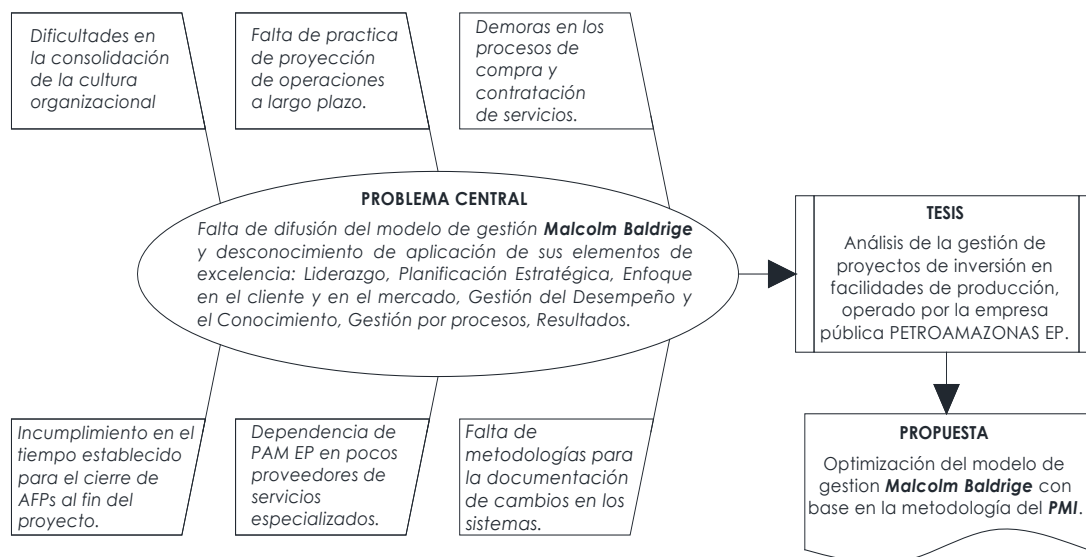 Dificultades en
la consolidación
de la cultura
organizacional
Falta de practica
de proyección
de operaciones
a largo plazo.
Demoras en los
procesos de
compra y
contratación
de servicios.
PROBLEMA CENTRAL
Falta de difusión del modelo de gestión Malcolm Baldrige
y desconocimiento de aplicación de sus elementos de
excelencia: Liderazgo, Planificación Estratégica, Enfoque
en el cliente y en el mercado, Gestión del Desempeño y
el Conocimiento, Gestión por procesos, Resultados.
TESIS
Análisis de la gestión de
proyectos de inversión en
facilidades de producción,
operado por la empresa
pública PETROAMAZONAS EP.
Incumplimiento en el
tiempo establecido
para el cierre de
AFPs al fin del
proyecto.
Dependencia de
PAM EP en pocos
proveedores de
servicios
especializados.
Falta de
metodologías para
la documentación
de cambios en los
sistemas.
PROPUESTA
Optimización del modelo de
gestion Malcolm Baldrige con
base en la metodología del PMI.